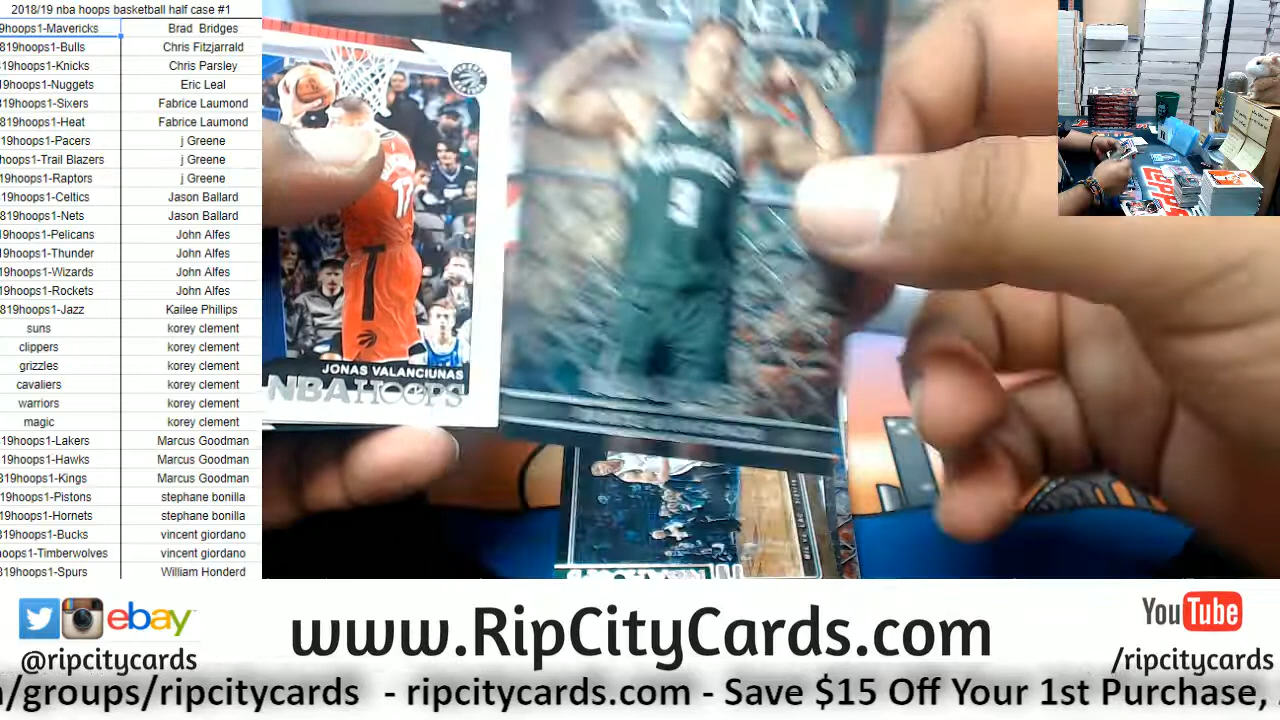 2018/19 nba hoops basketball half case #1
9hoops1-Mavericks Brad Bridges
819hoops1-Bulls Chris Fitzjarrald
819hoops1-Knicks Chris Parsley
19hoops1-Nuggets Eric Leal
819hoops1-Sixers Fabrice Laumond
819hoops1-Heat Fabrice Laumond
19hoops1-Pacers j Greene
hoops1-Trail Blazers j Greene
19hoops1-Raptors j Greene
19hoops1-Celtics Jason Ballard
819hoops1-Nets Jason Ballard
19hoops1-Pelicans John Alfes
19hoops1-Thunder John Alfes
19hoops1-Wizards John Alfes
19hoops1-Rockets John Alfes
819hoops1-Jazz Kailee Phillips
suns korey clement
clippers korey clement
grizzles korey clement
cavaliers korey clement
warriors korey clement
magic korey clement
19hoops1-Lakers Marcus Goodman
19hoops1-Hawks Marcus Goodman
819hoops1-Kings Marcus Goodman
19hoops1-Pistons stephane bonilla
19hoops1-Hornets stephane bonilla
819hoops1-Bucks vincent giordano
hoops1-Timberwolves vincent giordano
819hoops1-Spurs William Honderd
17
JONAS VALANCIUNAS
NBA HOOPS
9
TOPPS
ebay
@ripcitycards
www.RipCityCards.com
YouTube
/ripcitycards
/groups/ripcitycards - ripcitycards.com - Save $15 Off Your 1st Purchase,